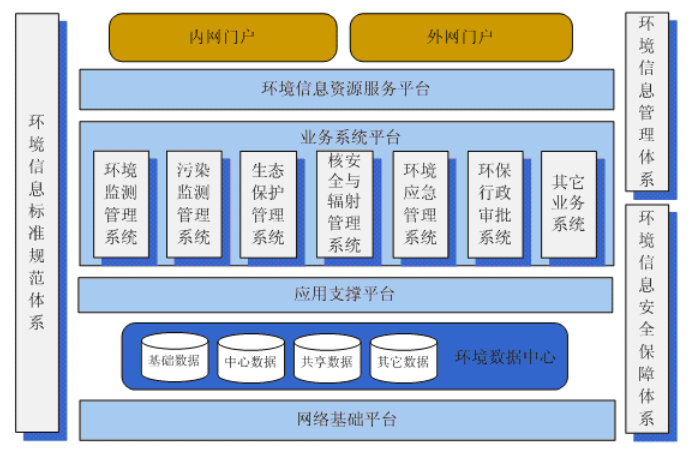 内网门户
外网门户
环境信息资源服务平台
业务系统平台
环境
监测
管理
系统
污染
监测
管理
系统
生态
保护
管理
系统
核安
全与
辐射
管理
系统
环境
应急
管理
系统
环保
行政
审批
系统
其它
业务
系统
应用支撑平台
基础数据
中心数据
共享数据
其它数据
环境数据中心
网络基础平台
环境信息标准规范体系
环境信息管理体系
环境信息安全保障体系